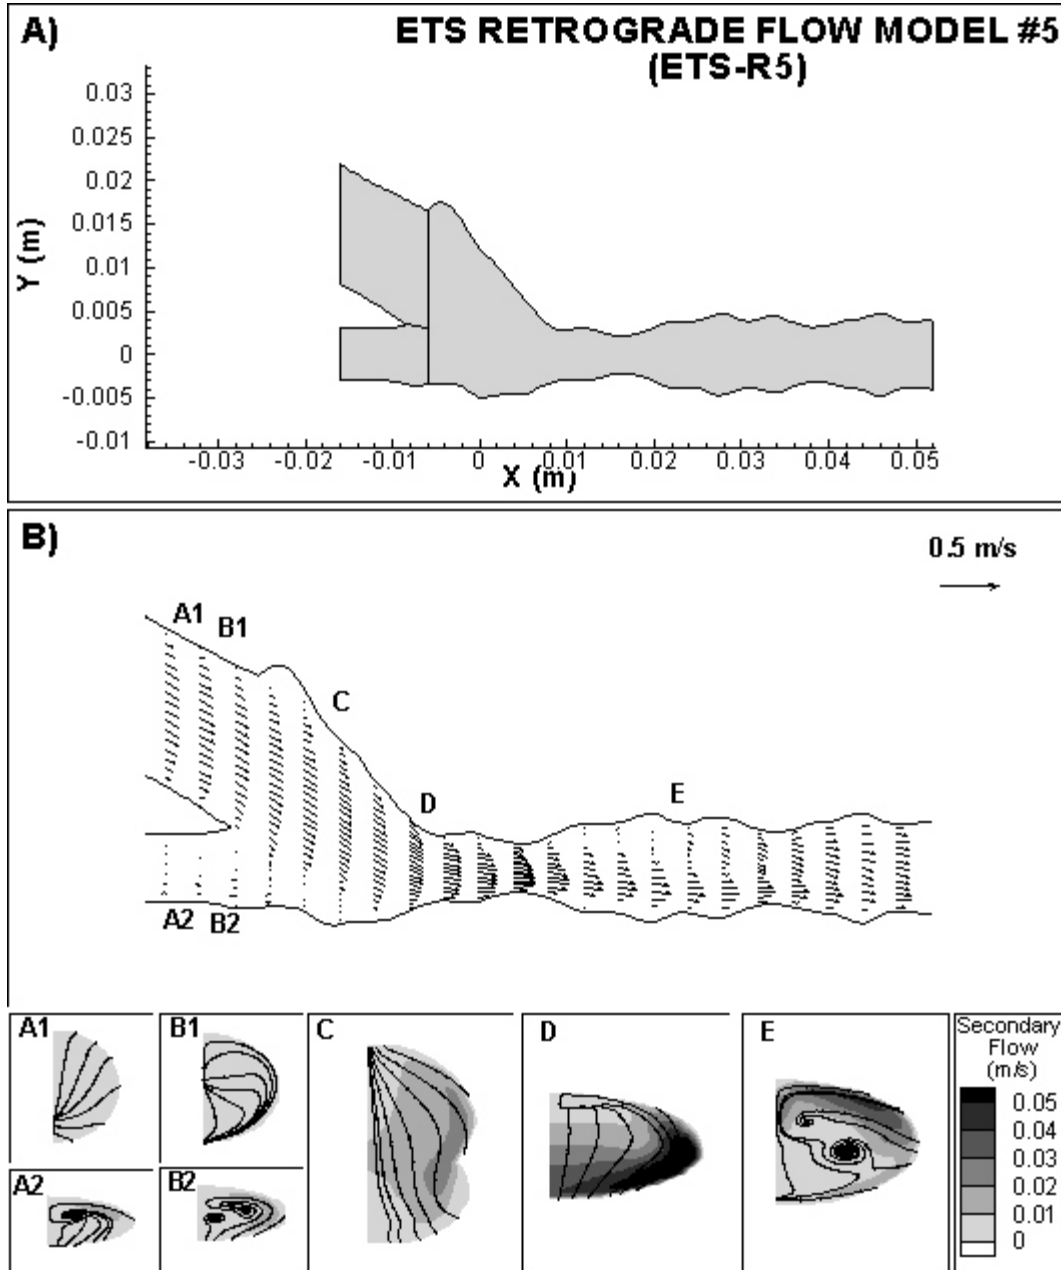 A)
ETS RETROGRADE FLOW MODEL #5
(ETS-R5)
0.03
0.025
0.02
0.015
0.01
0.005
0
-0.005
-0.01
Y (m)
-0.03 -0.02 -0.01 0 0.01 0.02 0.03 0.04 0.05
X (m)
B)
0.5 m/s
A1
B1
C
D
E
A2
B2
A1
B1
C
D
E
A2
B2
Secondary
Flow
(m/s)
0.05
0.04
0.03
0.02
0.01
0